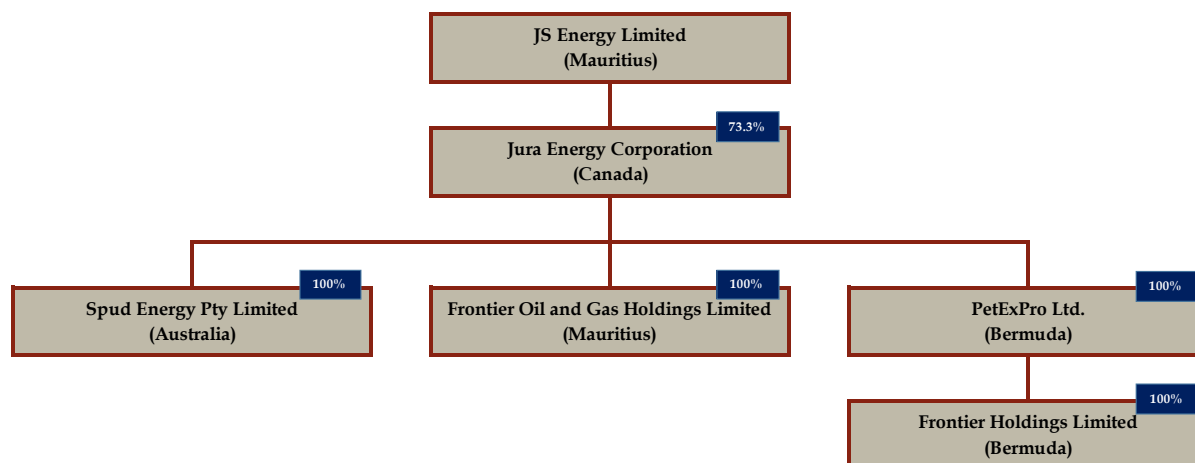 JS Energy Limited
(Mauritius)
73.3%
Jura Energy Corporation
(Canada)
100%
Spud Energy Pty Limited
(Australia)
100%
Frontier Oil and Gas Holdings Limited
(Mauritius)
100%
PetExPro Ltd.
(Bermuda)
100%
Frontier Holdings Limited
(Bermuda)